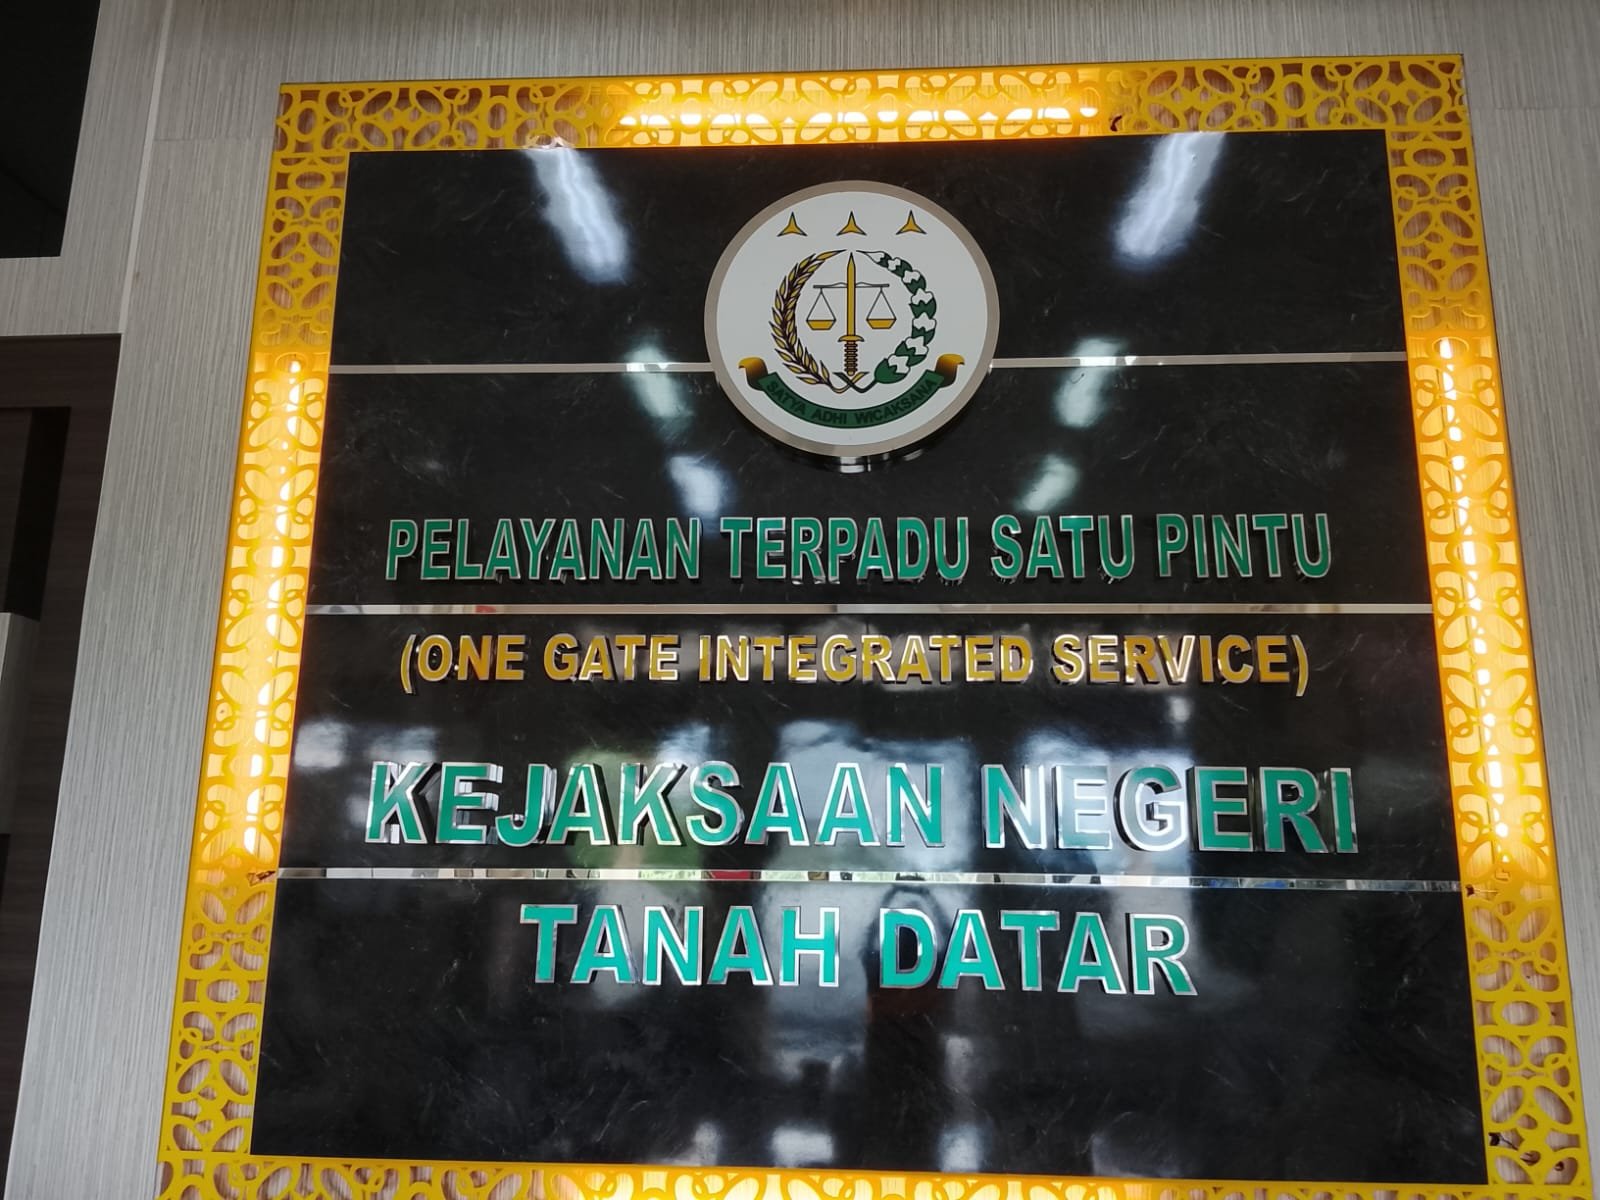 SATYA ADHI WICAKSANA
PELAYANAN TERPADU SATU PINTU
(ONE GATE INTEGRATED SERVICE)
KEJAKSAAN NEGERI
TANAH DATAR